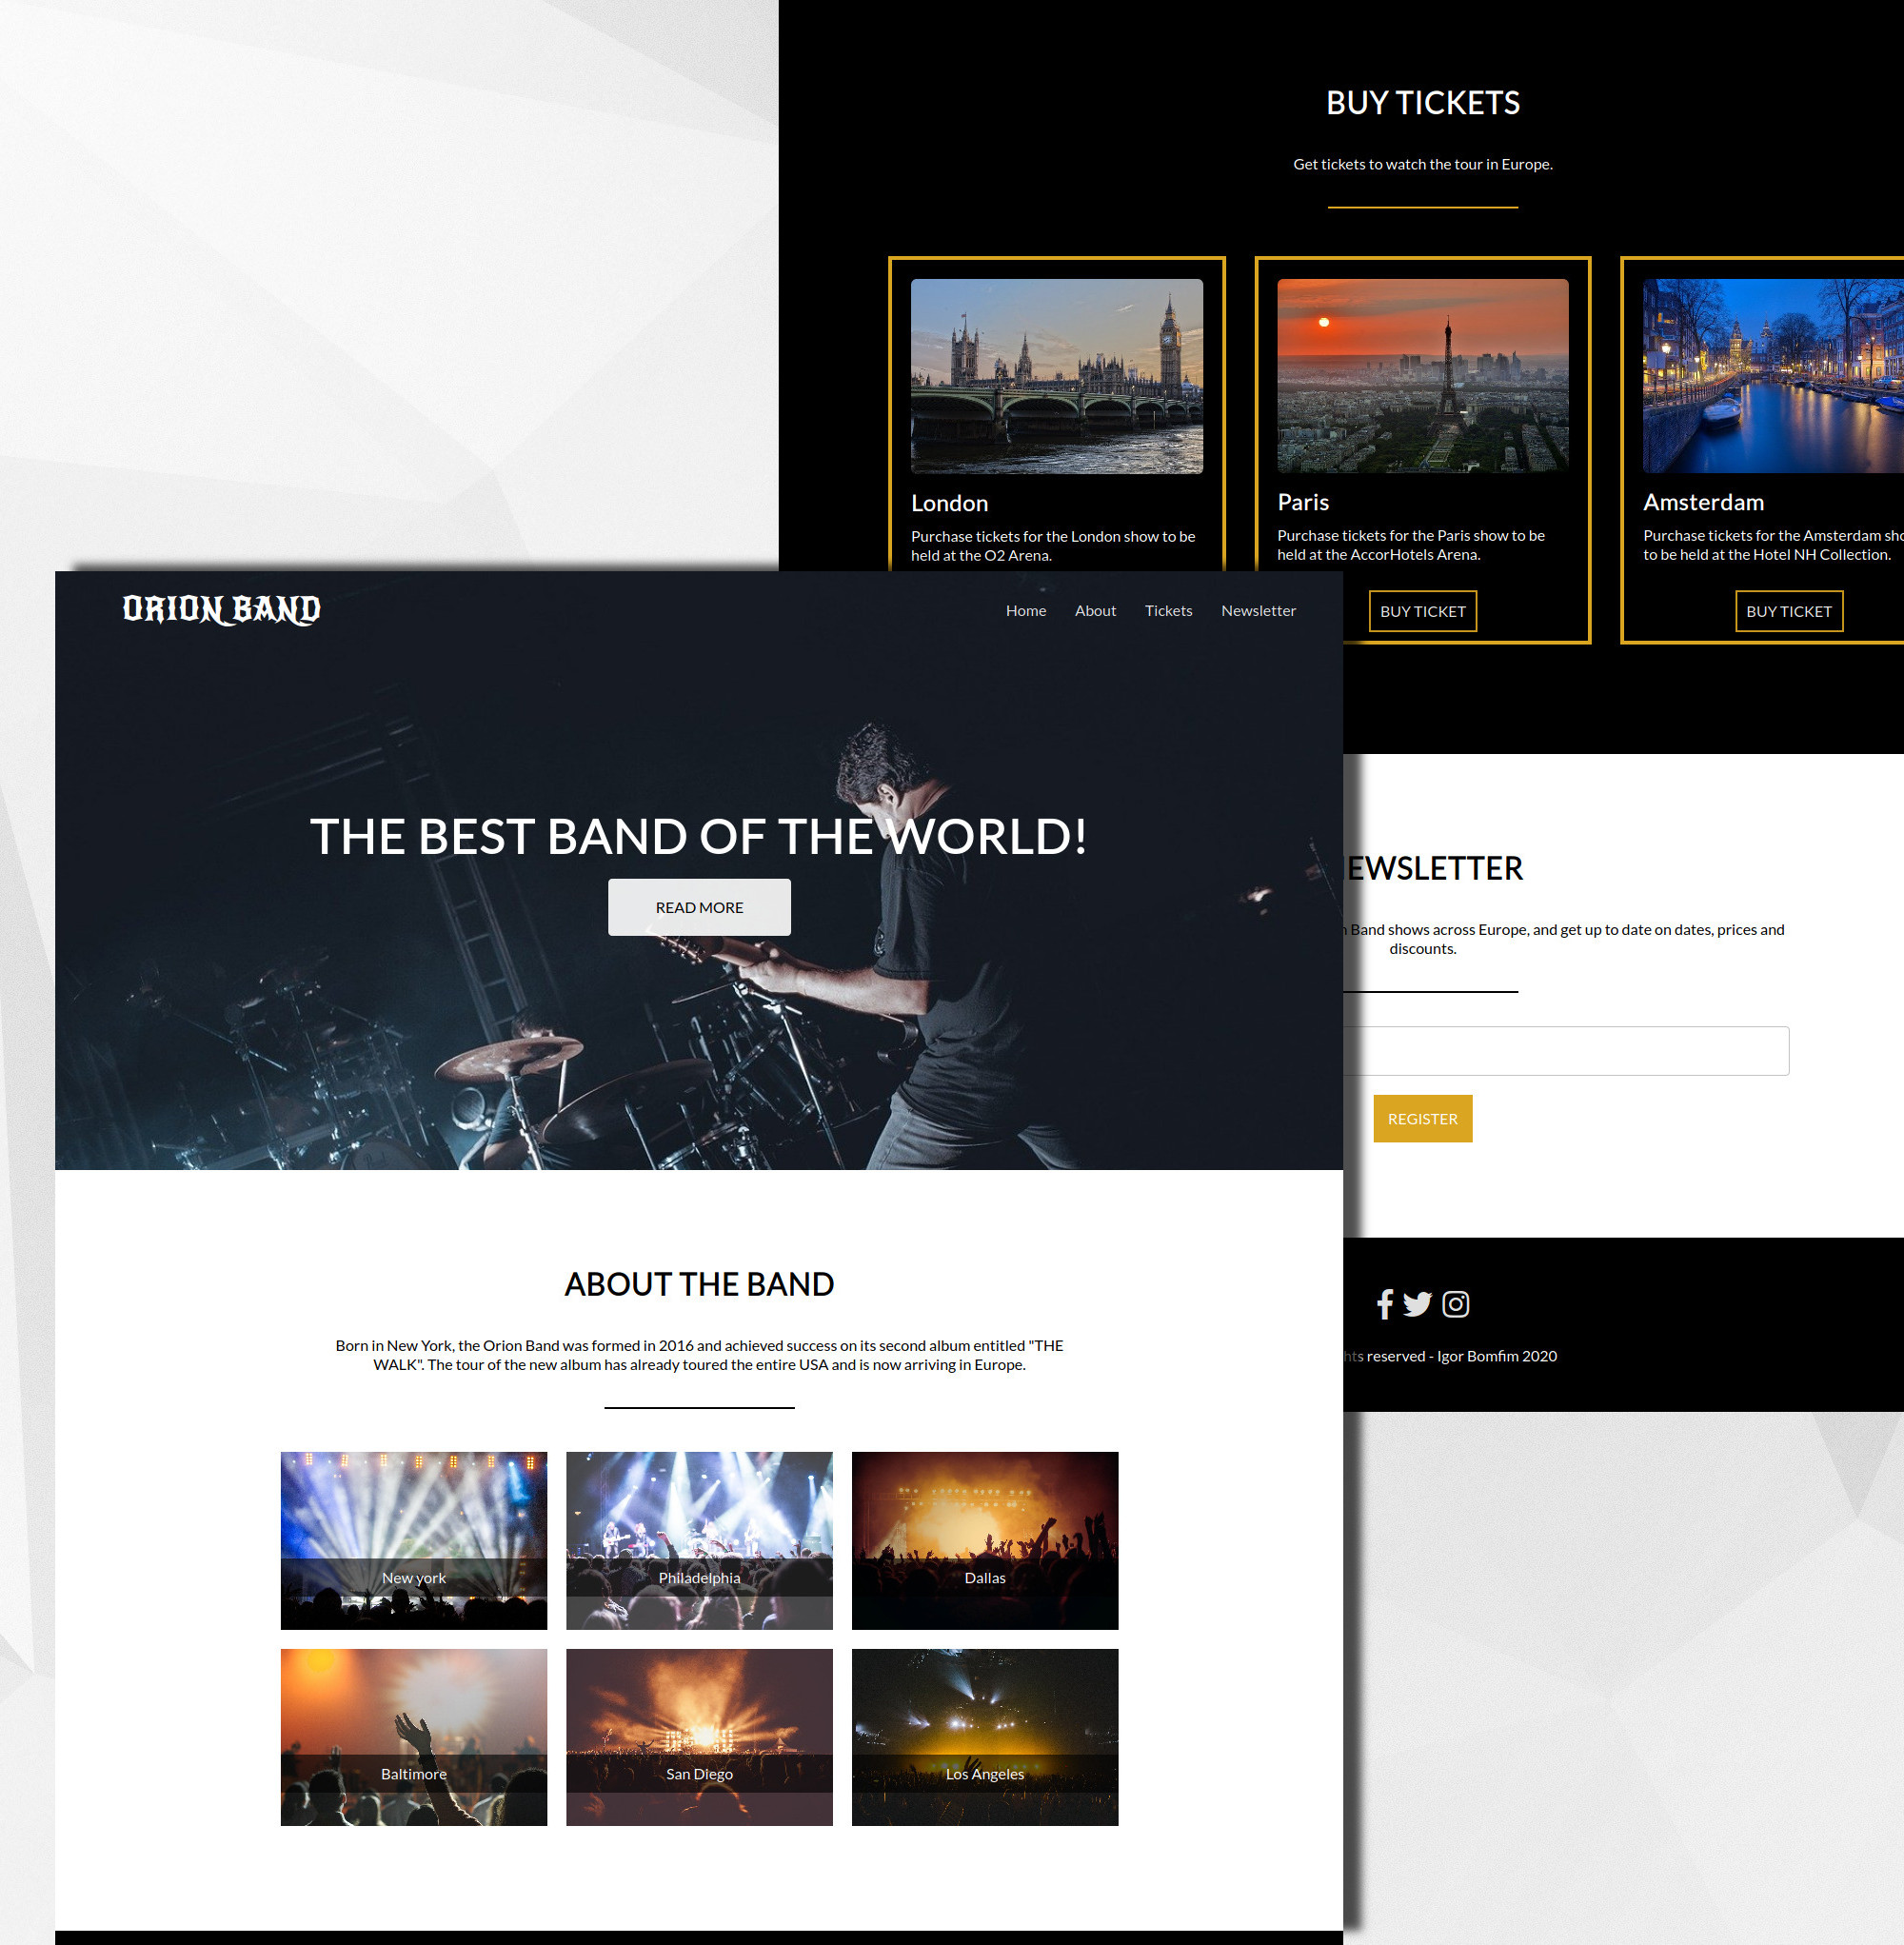 BUY TICKETS
Get tickets to watch the tour in Europe.
London
Purchase tickets for the London show to be
held at the O2 Arena.
Paris
Purchase tickets for the Paris show to be
held at the AccorHotels Arena.
BUY TICKET
Amsterdam
Purchase tickets for the Amsterdam
to be held at the Hotel NH Collection.
BUY TICKET
ORION BAND
Home
About
Tickets
Newsletter
THE BEST BAND OF THE WORLD!
READ MORE
EWSLETTER
Band shows across Europe, and get up to date on dates, prices and
discounts.
REGISTER
reserved - Igor Bomfim 2020
ABOUT THE BAND
Born in New York, the Orion Band was formed in 2016 and achieved success on its second album entitled "THE
WALK". The tour of the new album has already toured the entire USA and is now arriving in Europe.
New york
Philadelphia
Dallas
Baltimore
San Diego
Los Angeles